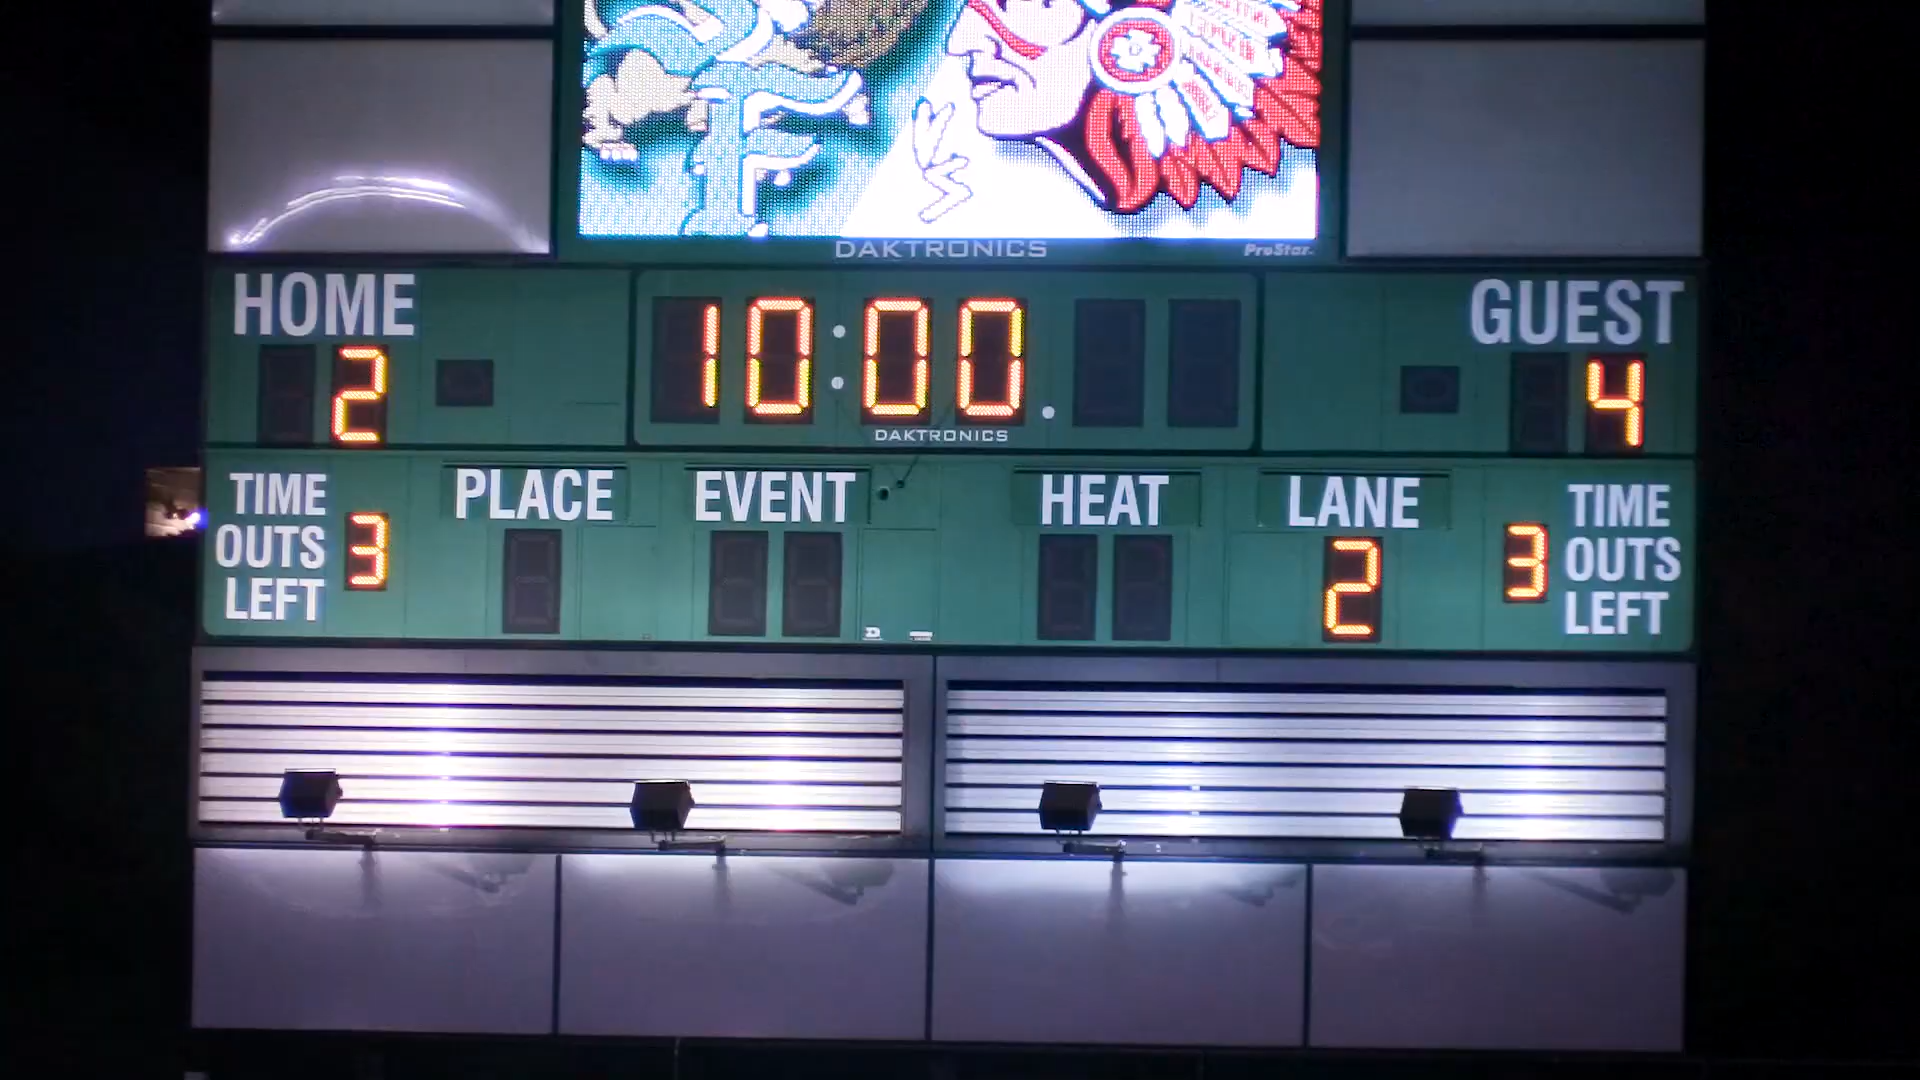 VS
DAKTRONICS
ProStar
HOME
10:00
GUEST
2
4
DAKTRONICS
TIME OUTS LEFT
3
PLACE
EVENT
HEAT
LANE
2
3
TIME OUTS LEFT